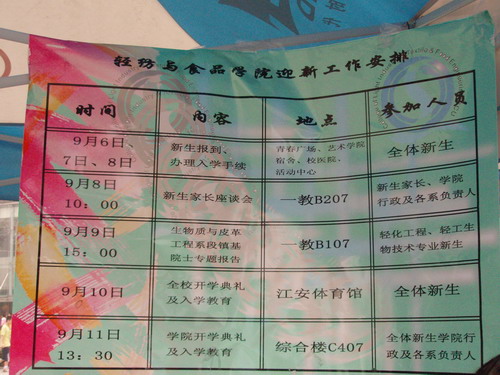 轻纺与食品学院迎新工作安排
时间 内容 地点 参加人员
9月6日、
7日、8日
新生报到、
办理入学手续
青春广场、艺术学院
宿舍、校医院、
活动中心
全体新生
9月8日
10：00
新生家长座谈会
一教B207
新生家长、学院
行政及各系负责人
9月9日
15：00
生物质与皮革
工程系段镇基
院士专题报告
一教B107
轻化工程、轻工生
物技术专业新生
9月10日
全校开学典礼
及入学教育
江安体育馆
全体新生
9月11日
13：30
学院开学典礼
及入学教育
综合楼C407
全体新生学院行
政及各系负责人